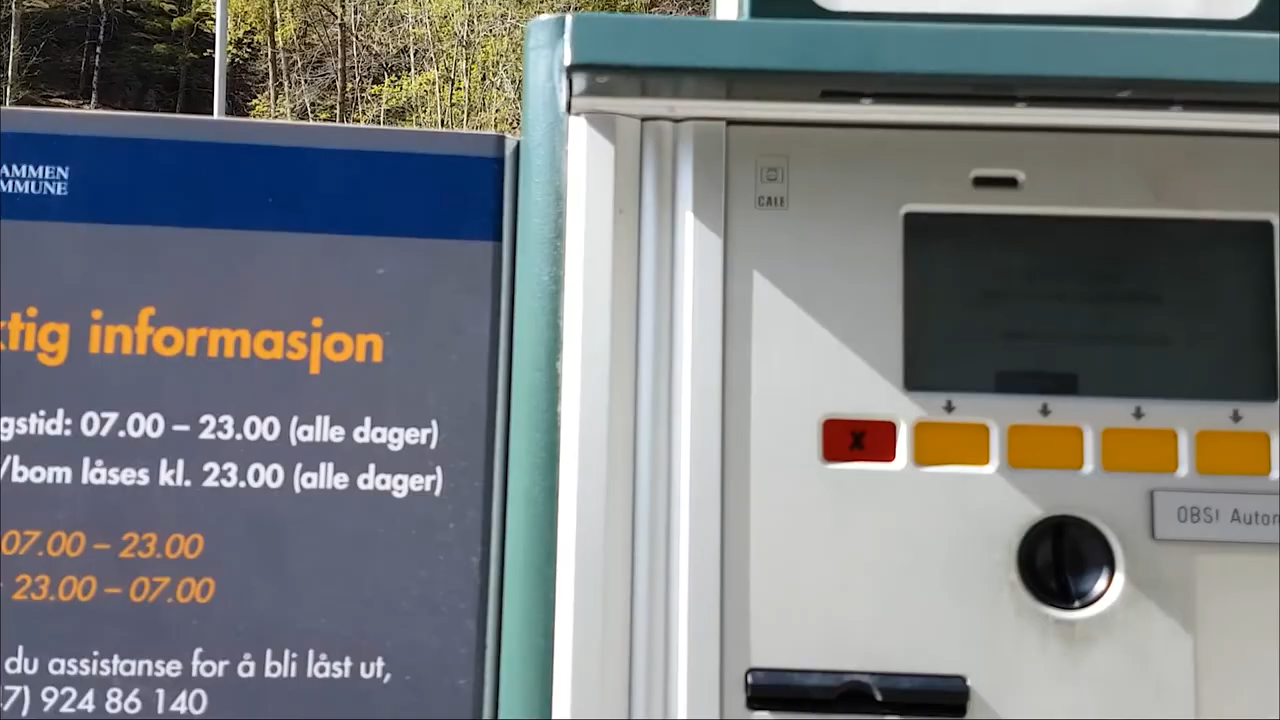 AMMEN
MMUNE
ktig informasjon
gstid: 07.00 – 23.00 (alle dager)
/bom låses kl. 23.00 (alle dager)
07.00 – 23.00
23.00 – 07.00
du assistanse for å bli låst ut,
7) 924 86 140
CALE
X
OBS! Autor